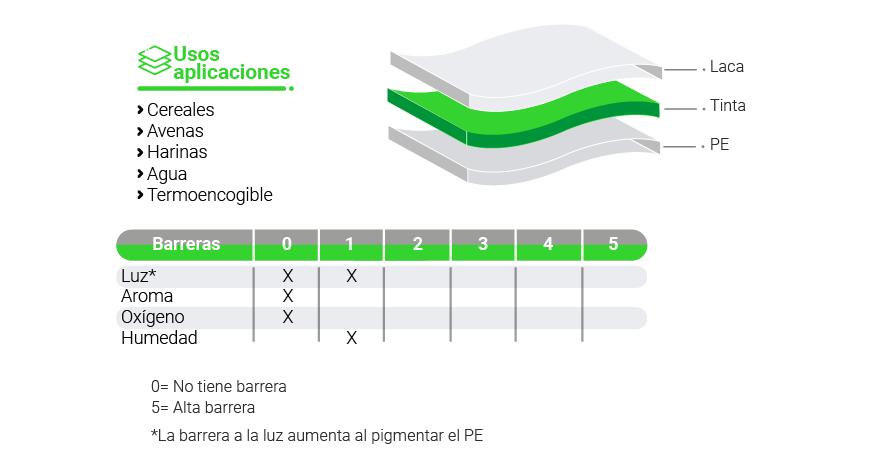 Usos
aplicaciones
Cereales
Avenas
Harinas
Agua
Termoencogible
Laca
Tinta
PE
Barreras 0 1 2 3 4 5
Luz* X X
Aroma X
Oxígeno X
Humedad X
0= No tiene barrera
5= Alta barrera
*La barrera a la luz aumenta al pigmentar el PE